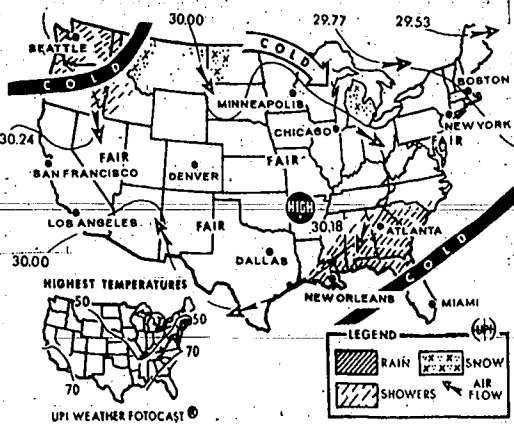 30.00
29.77
29.53
SEATTLE
COLD
COLD
BOSTON
MINNEAPOLIS
CHICAGO
NEW YORK
FAIR
30.24
FAIR
FAIR
SAN FRANCISCO
DENVER
HIGH
FAIR
30.18
ATLANTA
LOS ANGELES
DALLAS
30.00
COLD
NEW ORLEANS
MIAMI
HIGHEST TEMPERATURES
50
50
70
70
UPI WEATHER FOTOCAST ®
LEGEND
UPI
RAIN
SNOW
SHOWERS
AIR FLOW